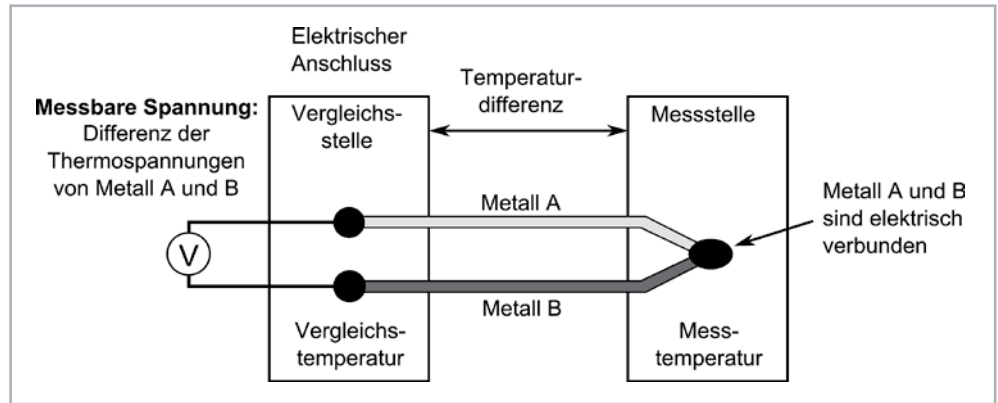 Elektrischer
Anschluss
Messbare Spannung:
Differenz der
Thermospannungen
von Metall A und B
Vergleichs-
stelle
Temperatur-
differenz
Messstelle
Metall A
Metall A und B
sind elektrisch
verbunden
V
Metall B
Vergleichs-
temperatur
Mess-
temperatur